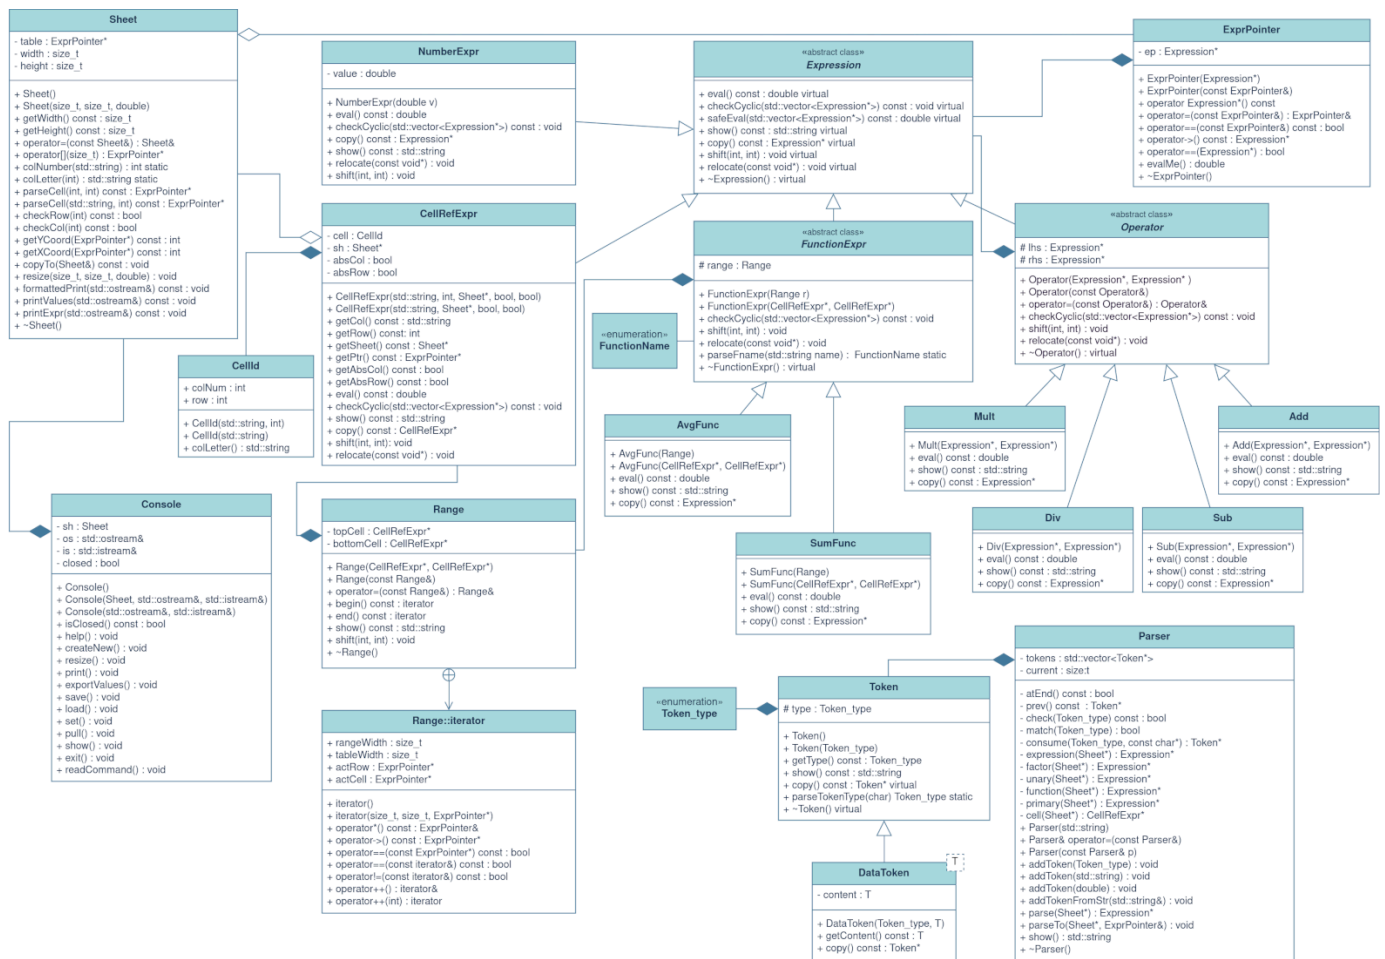 Sheet
- table : ExprPointer*
- width : size_t
- height : size_t
+ Sheet()
+ Sheet(size_t, size_t, double)
+ getWidth() const : size_t
+ getHeight() const : size_t
+ operator=(const Sheet&) : Sheet&
+ operator[](size_t) : ExprPointer*
+ colNumber(std::string) : int static
+ colLetter(int) : std::string static
+ parseCell(int, int) const : ExprPointer*
+ parseCell(std::string, int) const : ExprPointer*
+ checkRow(int) const : bool
+ checkCol(int) const : bool
+ getYCoord(ExprPointer*) const : int
+ getXCoord(ExprPointer*) const : int
+ copyTo(Sheet&) const : void
+ resize(size_t, size_t, double) : void
+ formattedPrint(std::ostream&) const : void
+ printValues(std::ostream&) const : void
+ printExpr(std::ostream&) const : void
+ ~Sheet()
NumberExpr
- value : double
+ NumberExpr(double v)
+ eval() const : double
+ checkCyclic(std::vector<Expression*>) const : void
+ copy() const : Expression*
+ show() const : std::string
+ relocate(const void*) : void
+ shift(int, int) : void
«abstract class»
Expression
+ eval() const : double virtual
+ checkCyclic(std::vector<Expression*>) const : void virtual
+ safeEval(std::vector<Expression*>) const : double virtual
+ show() const : std::string virtual
+ copy() const : Expression* virtual
+ shift(int, int) : void virtual
+ relocate(const void*) : void virtual
+ ~Expression() : virtual
ExprPointer
- ep : Expression*
+ ExprPointer(Expression*)
+ ExprPointer(const ExprPointer&)
+ operator Expression*() const
+ operator=(const ExprPointer&) : ExprPointer&
+ operator==(const ExprPointer&) const : bool
+ operator->() const : Expression*
+ operator==(Expression*) : bool
+ evalMe() : double
+ ~ExprPointer()
CellRefExpr
- cell : CellId
- sh : Sheet*
- absCol : bool
- absRow : bool
+ CellRefExpr(std::string, int, Sheet*, bool, bool)
+ CellRefExpr(std::string, Sheet*, bool, bool)
+ getCol() const : std::string
+ getRow() const: int
+ getSheet() const : Sheet*
+ getPtr() const : ExprPointer*
+ getAbsCol() const : bool
+ getAbsRow() const : bool
+ eval() const : double
+ checkCyclic(std::vector<Expression*>) const : void
+ show() const : std::string
+ copy() const : CellRefExpr*
+ shift(int, int): void
+ relocate(const void*) : void
«abstract class»
FunctionExpr
# range : Range
+ FunctionExpr(Range r)
+ FunctionExpr(CellRefExpr*, CellRefExpr*)
+ checkCyclic(std::vector<Expression*>) const : void
+ shift(int, int) : void
+ relocate(const void*) : void
+ parseFname(std::string name) : FunctionName static
+ ~FunctionExpr() : virtual
«abstract class»
Operator
# lhs : Expression*
# rhs : Expression*
+ Operator(Expression*, Expression* )
+ Operator(const Operator&)
+ operator=(const Operator&) : Operator&
+ checkCyclic(std::vector<Expression*>) const : void
+ shift(int, int) : void
+ relocate(const void*) : void
+ ~Operator() : virtual
«enumeration»
FunctionName
CellId
+ colNum : int
+ row : int
+ CellId(std::string, int)
+ CellId(std::string)
+ colLetter() : std::string
AvgFunc
+ AvgFunc(Range)
+ AvgFunc(CellRefExpr*, CellRefExpr*)
+ eval() const : double
+ show() const : std::string
+ copy() const : Expression*
Mult
+ Mult(Expression*, Expression*)
+ eval() const : double
+ show() const : std::string
+ copy() const : Expression*
Add
+ Add(Expression*, Expression*)
+ eval() const : double
+ show() const : std::string
+ copy() const : Expression*
Console
- sh : Sheet
- os : std::ostream&
- is : std::istream&
- closed : bool
+ Console()
+ Console(Sheet, std::ostream&, std::istream&)
+ Console(std::ostream&, std::istream&)
+ isClosed() const : bool
+ help() : void
+ createNew() : void
+ resize() : void
+ print() : void
+ exportValues() : void
+ save() : void
+ load() : void
+ set() : void
+ pull() : void
+ show() : void
+ exit() : void
+ readCommand() : void
Range
- topCell : CellRefExpr*
- bottomCell : CellRefExpr*
+ Range(CellRefExpr*, CellRefExpr*)
+ Range(const Range&)
+ operator=(const Range&) : Range&
+ begin() const : iterator
+ end() const : iterator
+ show() const : std::string
+ shift(int, int) : void
+ ~Range()
Div
+ Div(Expression*, Expression*)
+ eval() const : double
+ show() const : std::string
+ copy() const : Expression*
Sub
+ Sub(Expression*, Expression*)
+ eval() const : double
+ show() const : std::string
+ copy() const : Expression*
SumFunc
+ SumFunc(Range)
+ SumFunc(CellRefExpr*, CellRefExpr*)
+ eval() const : double
+ show() const : std::string
+ copy() const : Expression*
Range::iterator
+ rangeWidth : size_t
+ tableWidth : size_t
+ actRow : ExprPointer*
+ actCell : ExprPointer*
+ iterator()
+ iterator(size_t, size_t, ExprPointer*)
+ operator*() const : ExprPointer&
+ operator->() const : ExprPointer*
+ operator==(const ExprPointer*) const : bool
+ operator==(const iterator&) const : bool
+ operator!=(const iterator&) const : bool
+ operator++() : iterator&
+ operator++(int) : iterator
«enumeration»
Token_type
Token
# type : Token_type
+ Token()
+ Token(Token_type)
+ getType() const : Token_type
+ show() const : std::string
+ copy() const : Token* virtual
+ parseTokenType(char) Token_type static
+ ~Token() virtual
T
DataToken
- content : T
+ DataToken(Token_type, T)
+ getContent() const : T
+ copy() const : Token*
Parser
- tokens : std::vector<Token*>
- current : size:t
- atEnd() const : bool
- prev() const : Token*
- check(Token_type) const : bool
- match(Token_type) : bool
- consume(Token_type, const char*) : Token*
- expression(Sheet*) : Expression*
- factor(Sheet*) : Expression*
- unary(Sheet*) : Expression*
- function(Sheet*) : Expression*
- primary(Sheet*) : Expression*
- cell(Sheet*) : CellRefExpr*
+ Parser(std::string)
+ Parser& operator=(const Parser&)
+ Parser(const Parser& p)
+ addToken(Token_type) : void
+ addToken(std::string) : void
+ addToken(double) : void
+ addTokenFromStr(std::string&) : void
+ parse(Sheet*) : Expression*
+ parseTo(Sheet*, ExprPointer&) : void
+ show() : std::string
+ ~Parser()